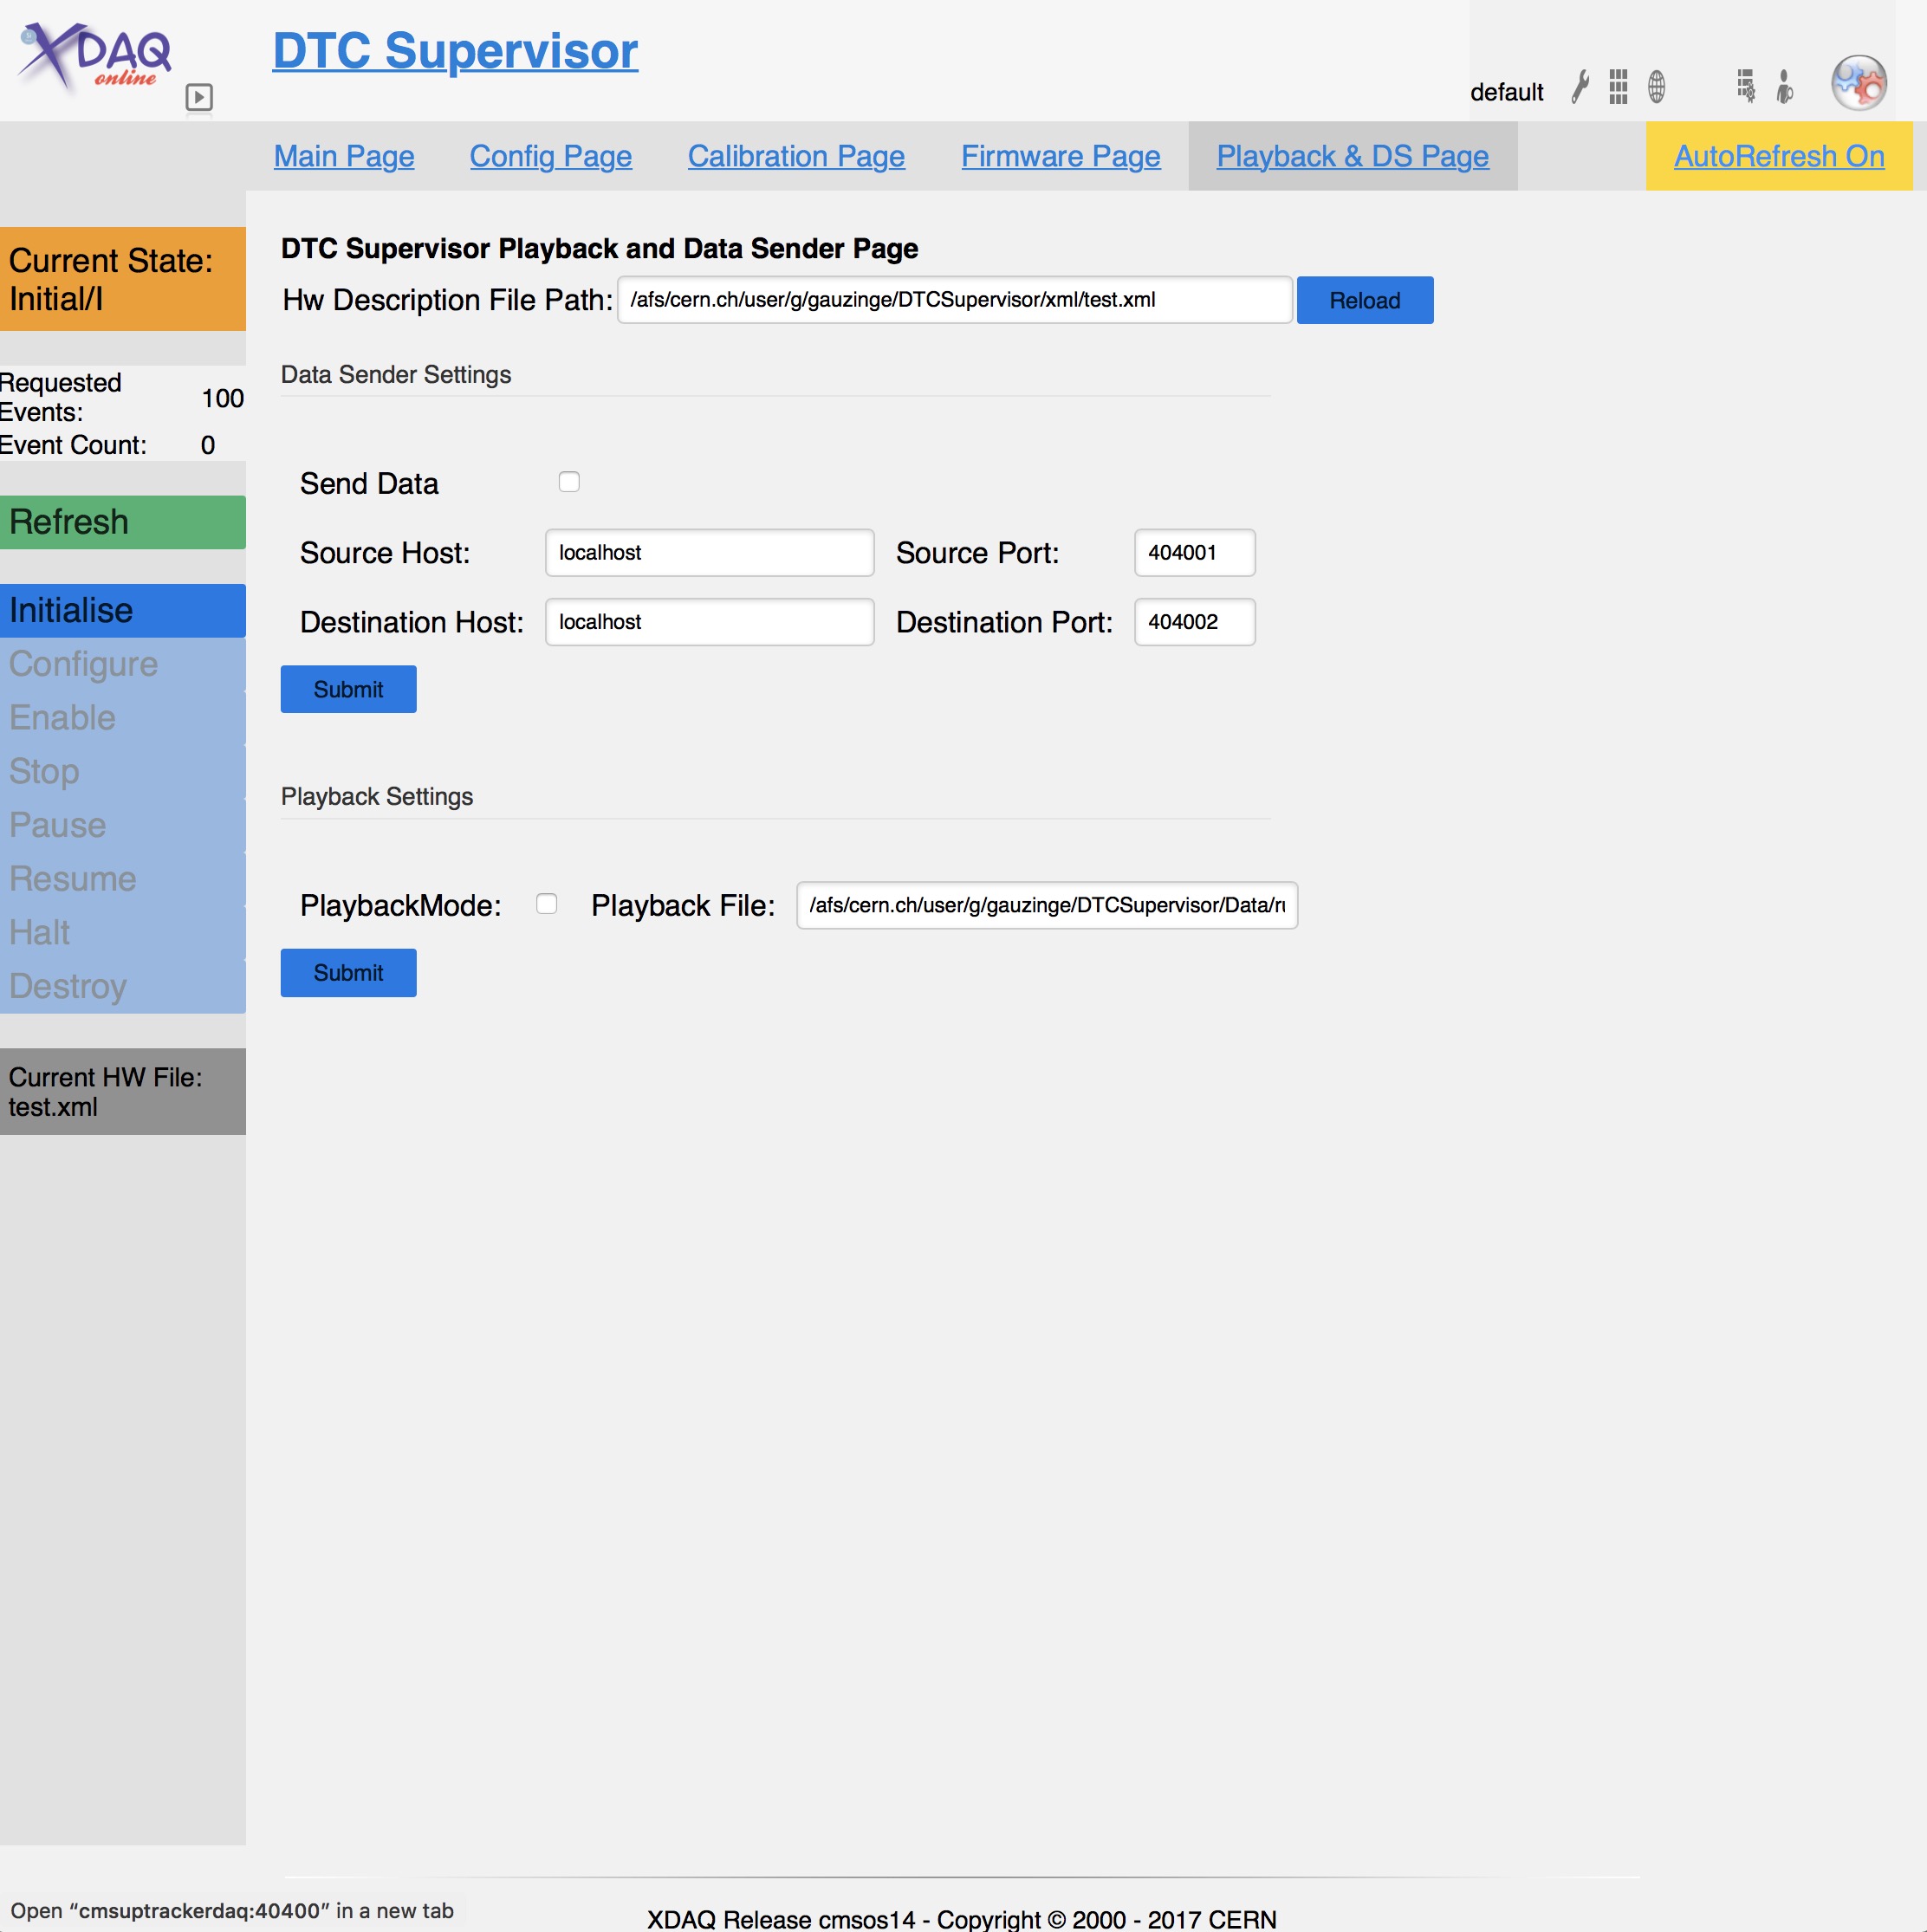 XDAQ
online
DTC Supervisor
default
Main Page Config Page Calibration Page Firmware Page Playback & DS Page AutoRefresh On
Current State:
Initial/I
Requested
Events: 100
Event Count: 0
Refresh
Initialise
Configure
Enable
Stop
Pause
Resume
Halt
Destroy
Current HW File:
test.xml
DTC Supervisor Playback and Data Sender Page
Hw Description File Path: /afs/cern.ch/user/g/gauzinge/DTCSupervisor/xml/test.xml Reload
Data Sender Settings
Send Data
Source Host: localhost Source Port: 404001
Destination Host: localhost Destination Port: 404002
Submit
Playback Settings
PlaybackMode: Playback File: /afs/cern.ch/user/g/gauzinge/DTCSupervisor/Data/ru
Submit
Open “cmsuptrackerdaq:40400” in a new tab
XDAQ Release cmsos14 - Copyright © 2000 - 2017 CERN